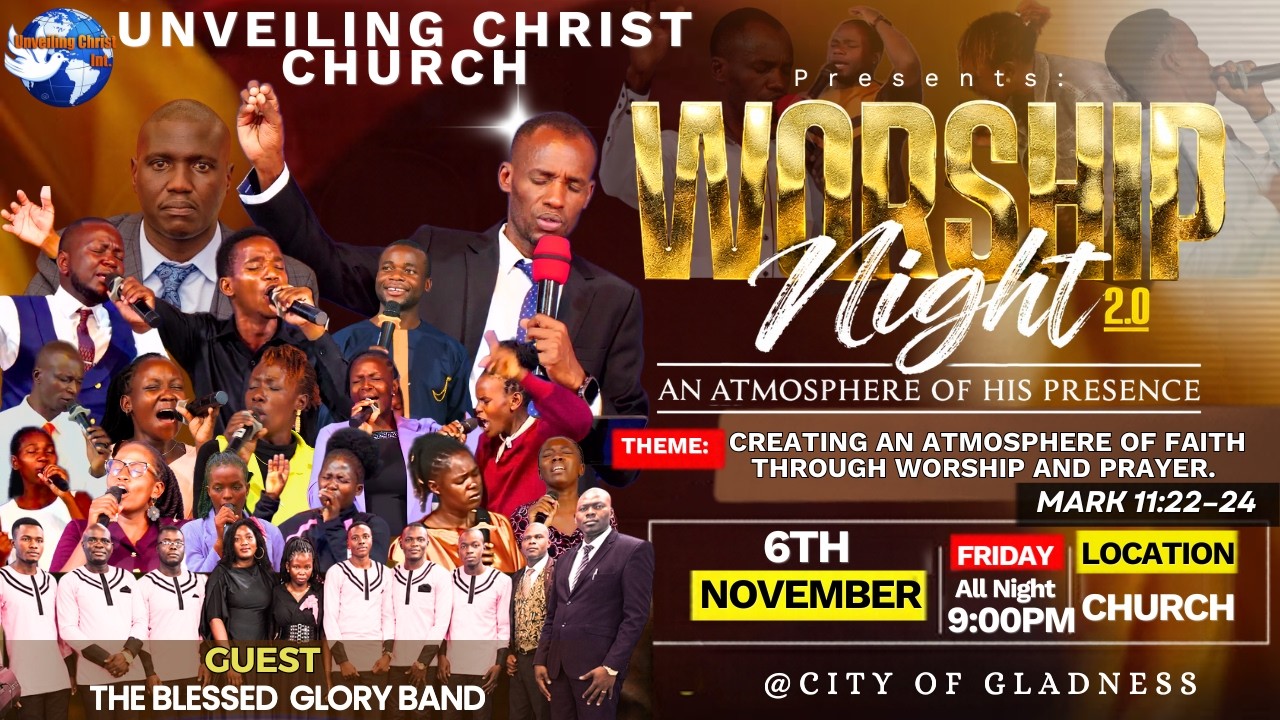 Unveiling Christ
Int.
UNVEILING CHRIST
CHURCH
Presents:
WORSHIP
Night 2.0
AN ATMOSPHERE OF HIS PRESENCE
THEME: CREATING AN ATMOSPHERE OF FAITH
THROUGH WORSHIP AND PRAYER.
MARK 11:22–24
6TH
NOVEMBER
FRIDAY
All Night
9:00PM
LOCATION
CHURCH
@CITY OF GLADNESS
GUEST
THE BLESSED GLORY BAND